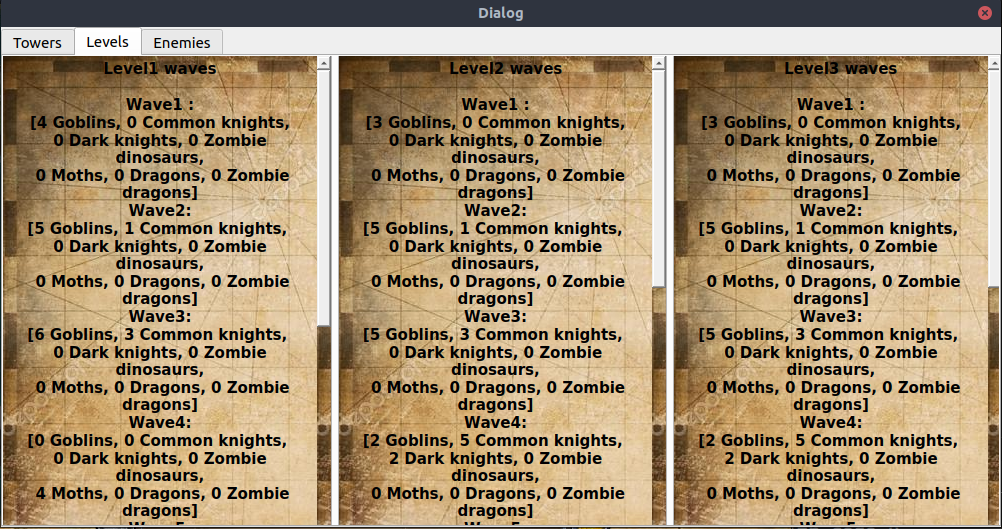 Dialog
Towers
Levels
Enemies
Level1 waves
Wave1 :
[4 Goblins, 0 Common knights,
0 Dark knights, 0 Zombie
dinosaurs,
0 Moths, 0 Dragons, 0 Zombie
dragons]
Wave2:
[5 Goblins, 1 Common knights,
0 Dark knights, 0 Zombie
dinosaurs,
0 Moths, 0 Dragons, 0 Zombie
dragons]
Wave3:
[6 Goblins, 3 Common knights,
0 Dark knights, 0 Zombie
dinosaurs,
0 Moths, 0 Dragons, 0 Zombie
dragons]
Wave4:
[0 Goblins, 0 Common knights,
0 Dark knights, 0 Zombie
dinosaurs,
4 Moths, 0 Dragons, 0 Zombie
dragons]
Level2 waves
Wave1 :
[3 Goblins, 0 Common knights,
0 Dark knights, 0 Zombie
dinosaurs,
0 Moths, 0 Dragons, 0 Zombie
dragons]
Wave2:
[5 Goblins, 1 Common knights,
0 Dark knights, 0 Zombie
dinosaurs,
0 Moths, 0 Dragons, 0 Zombie
dragons]
Wave3:
[5 Goblins, 3 Common knights,
0 Dark knights, 0 Zombie
dinosaurs,
0 Moths, 0 Dragons, 0 Zombie
dragons]
Wave4:
[2 Goblins, 5 Common knights,
2 Dark knights, 0 Zombie
dinosaurs,
0 Moths, 0 Dragons, 0 Zombie
dragons]
Level3 waves
Wave1 :
[3 Goblins, 0 Common knights,
0 Dark knights, 0 Zombie
dinosaurs,
0 Moths, 0 Dragons, 0 Zombie
dragons]
Wave2:
[5 Goblins, 1 Common knights,
0 Dark knights, 0 Zombie
dinosaurs,
0 Moths, 0 Dragons, 0 Zombie
dragons]
Wave3:
[5 Goblins, 3 Common knights,
0 Dark knights, 0 Zombie
dinosaurs,
0 Moths, 0 Dragons, 0 Zombie
dragons]
Wave4:
[2 Goblins, 5 Common knights,
2 Dark knights, 0 Zombie
dinosaurs,
0 Moths, 0 Dragons, 0 Zombie
dragons]